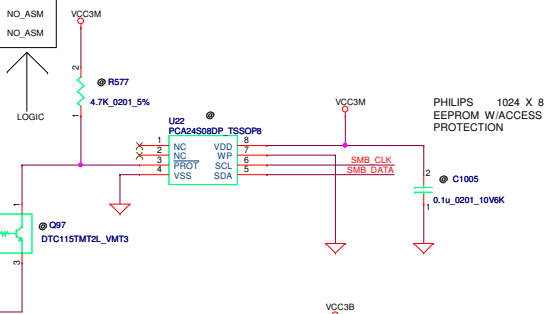 NO_ASM
NO_ASM
LOGIC
VCC3M
2
@ R577
4.7K_0201_5%
1
@
U22
PCA24S08DP_TSSOP8
1 NC VDD 8
2 NC WP 7
3 PROT SCL 6
4 VSS SDA 5
VCC3M
SMB_CLK
SMB_DATA
PHILIPS 1024 X 8
EEPROM W/ACCESS
PROTECTION
2
@ C1005
0.1u_0201_10V6K
1
1
@ Q97
DTC115TMT2L_VMT3
3
VCC3B